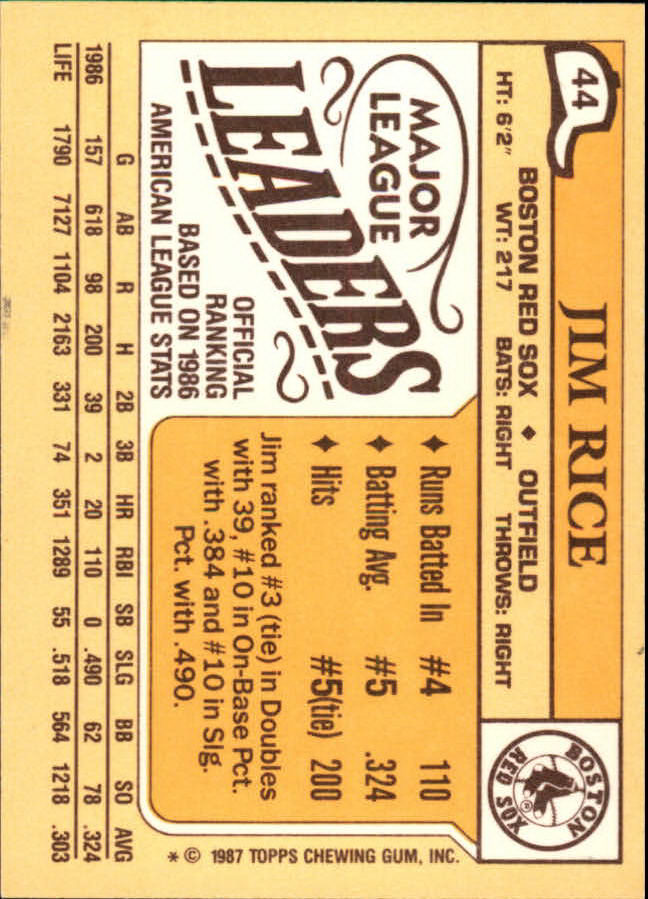 44
JIM RICE
BOSTON RED SOX ♦ OUTFIELD
HT: 6'2" WT: 217 BATS: RIGHT THROWS: RIGHT
BOSTON
RED SOX
®
MAJOR
LEAGUE
LEADERS
OFFICIAL
RANKING
BASED ON 1986
AMERICAN LEAGUE STATS
✦ Runs Batted In #4 110
✦ Batting Avg. #5 .324
✦ Hits #5(tie) 200
Jim ranked #3 (tie) in Doubles
with 39, #10 in On-Base Pct.
with .384 and #10 in Slg.
Pct. with .490.
* © 1987 TOPPS CHEWING GUM, INC.
G AB R H 2B 3B HR RBI SB SLG BB SO AVG
1986 157 618 98 200 39 2 20 110 0 .490 62 78 .324
LIFE 1790 7127 1104 2163 331 74 351 1289 55 .518 564 1218 .303